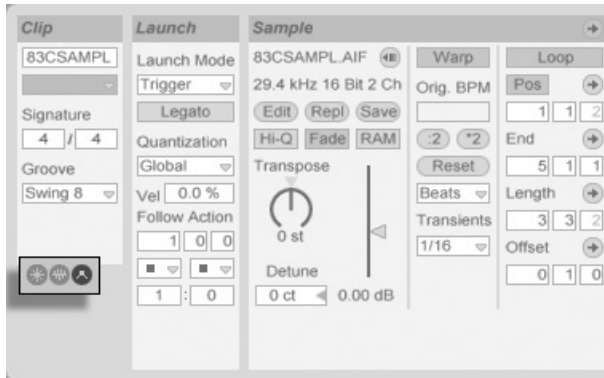 Clip
83CSAMPL
Signature
4 / 4
Groove
Swing 8
Launch
Launch Mode
Trigger
Legato
Quantization
Global
Vel 0.0 %
Follow Action
1 0 0
1 : 0
Sample
83CSAMPL.AIF
29.4 kHz 16 Bit 2 Ch
Edit Repl Save
Hi-Q Fade RAM
Transpose
0 st
Detune
0 ct 0.00 dB
Warp
Orig. BPM
:2 *2
Reset
Beats
Transients
1/16
Loop
Pos
1 1 2
End
5 1 1
Length
3 3 2
Offset
0 1 0